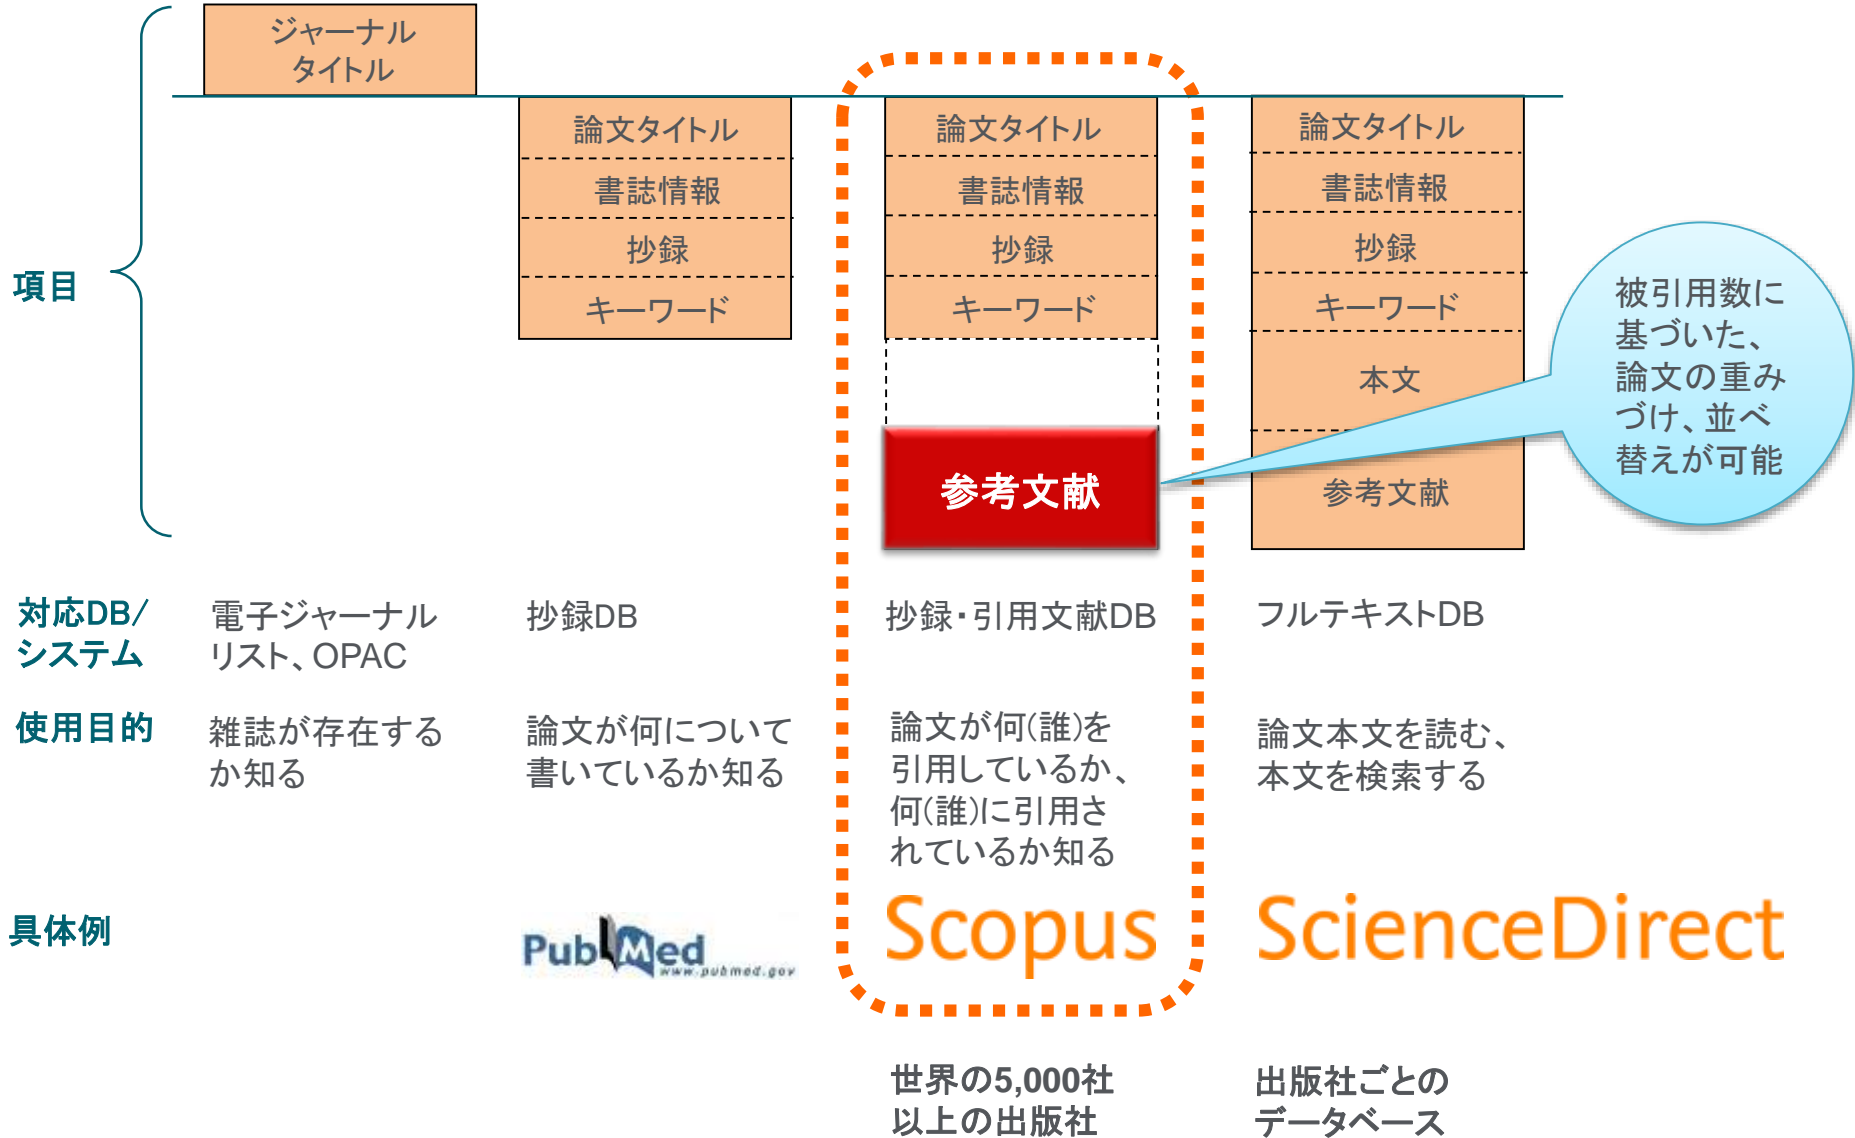 ジャーナル
タイトル
論文タイトル
書誌情報
抄録
キーワード
論文タイトル
書誌情報
抄録
キーワード
参考文献
論文タイトル
書誌情報
抄録
キーワード
本文
参考文献
被引用数に
基づいた、
論文の重み
づけ、並べ
替えが可能
項目
対応DB/
システム
電子ジャーナル
リスト、OPAC
抄録DB
抄録・引用文献DB
フルテキストDB
使用目的
雑誌が存在する
か知る
論文が何について
書いているか知る
論文が何(誰)を
引用しているか、
何(誰)に引用さ
れているか知る
論文本文を読む、
本文を検索する
具体例
PubMed
www.pubmed.gov
Scopus
ScienceDirect
世界の5,000社
以上の出版社
出版社ごとの
データベース